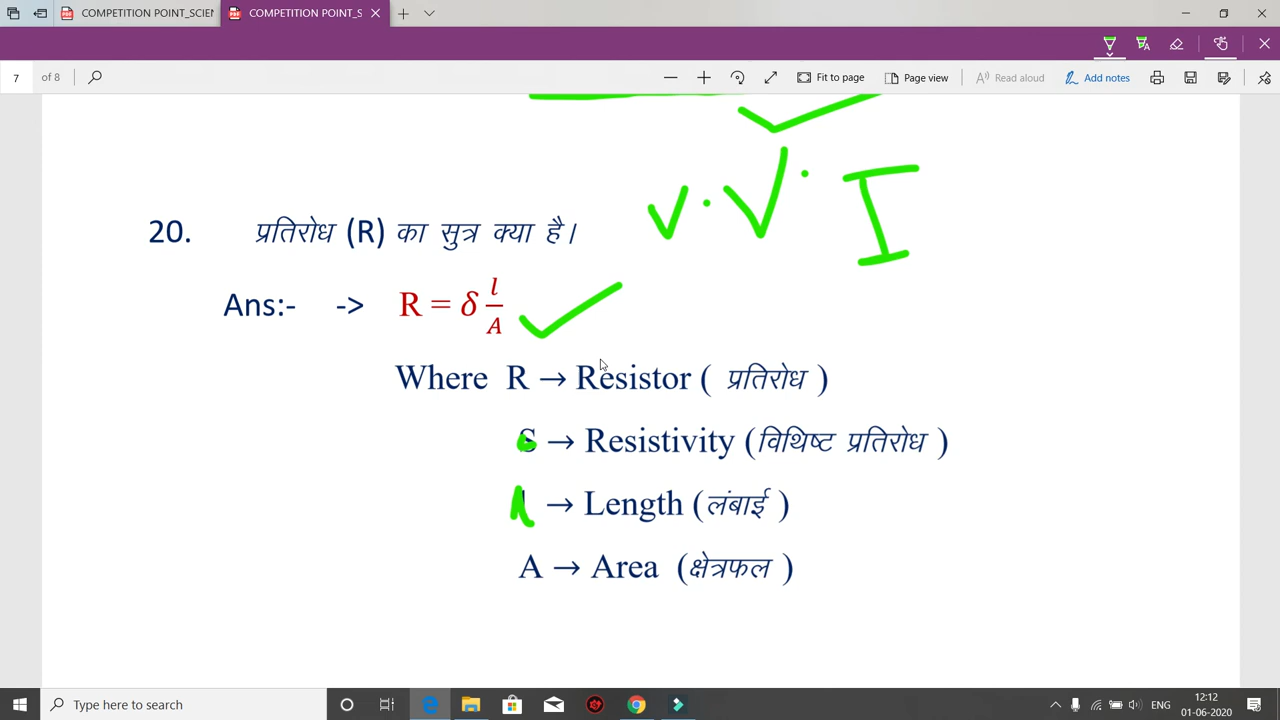 COMPETITION POINT_SCIEN
COMPETITION POINT_S
7 of 8
Fit to page
Page view
Read aloud
Add notes
V . V . I
20. प्रतिरोध (R) का सुत्र क्या है।
Ans:- -> R = δ l/A
Where R → Resistor ( प्रतिरोध )
S → Resistivity (विथिष्ट प्रतिरोध )
l → Length (लंबाई )
A → Area (क्षेत्रफल )
Type here to search
ENG
12:12
01-06-2020